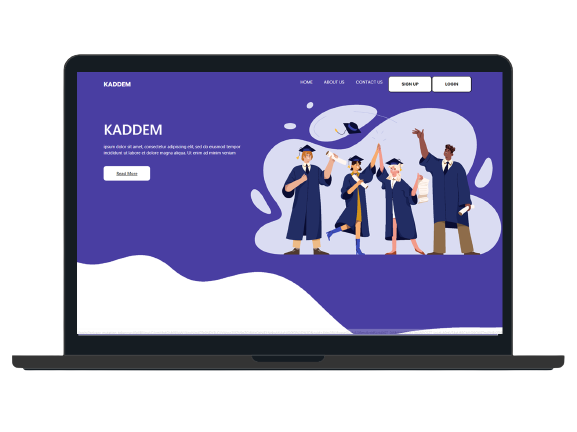 KADDEM
HOME ABOUT US CONTACT US SIGN UP LOGIN
KADDEM
ipsum dolor sit amet, consectetur adipiscing elit, sed do eiusmod tempor
incididunt ut labore et dolore magna aliqua. Ut enim ad minim veniam
Read More